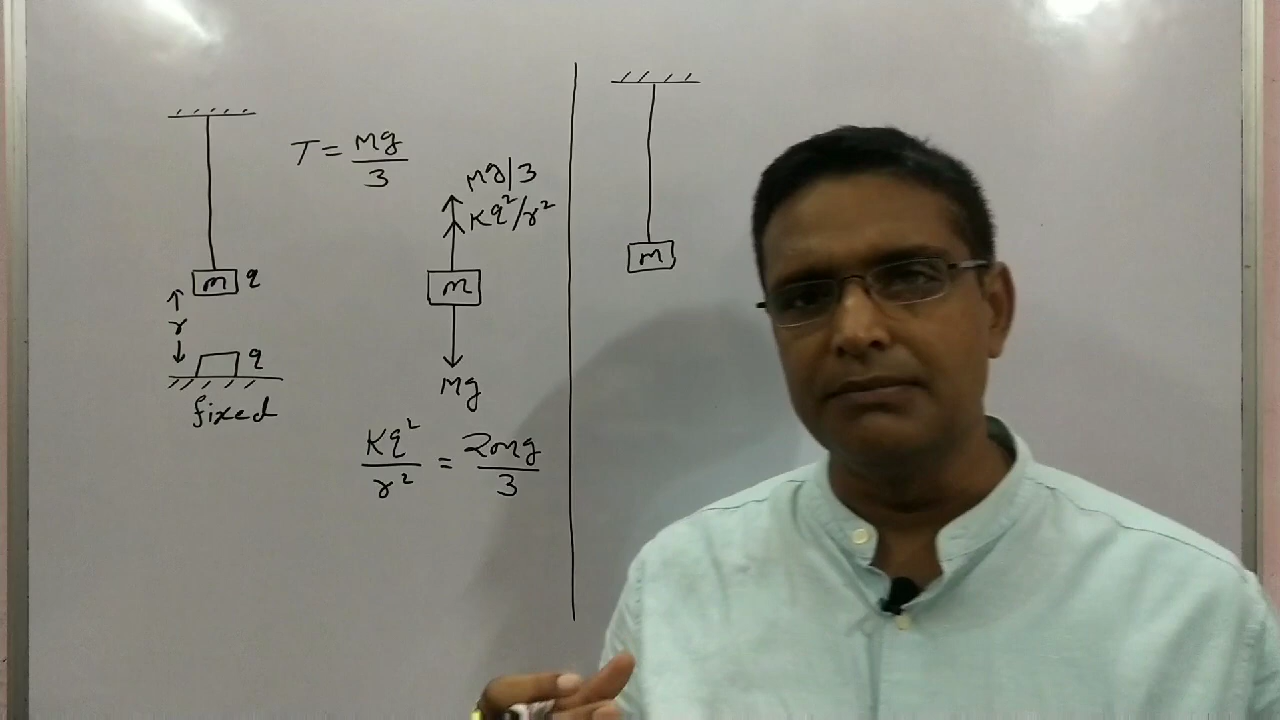 T = Mg/3
m q
r
q
fixed
Mg/3
Kq²/r²
m
Mg
Kq²/r² = 2mg/3
m